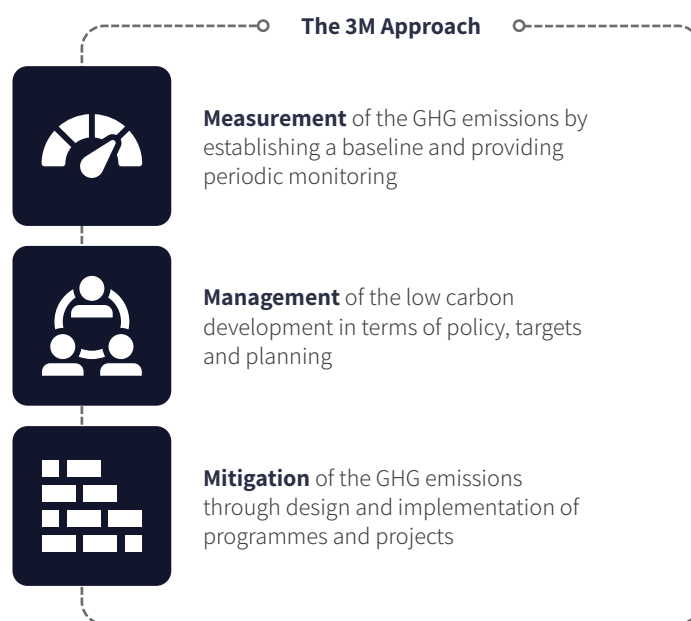 The 3M Approach
Measurement of the GHG emissions by
establishing a baseline and providing
periodic monitoring
Management of the low carbon
development in terms of policy, targets
and planning
Mitigation of the GHG emissions
through design and implementation of
programmes and projects